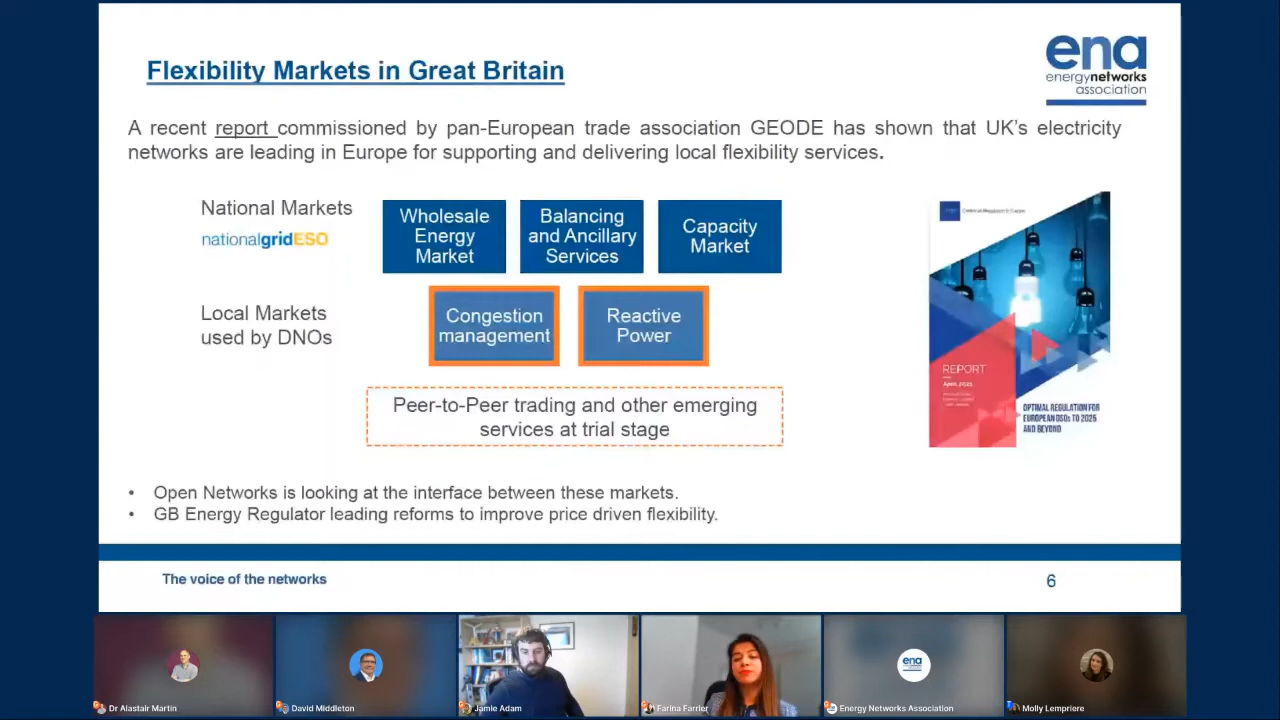 Flexibility Markets in Great Britain
ena
energynetworks
association
A recent report commissioned by pan-European trade association GEODE has shown that UK's electricity
networks are leading in Europe for supporting and delivering local flexibility services.
National Markets
nationalgridESO
Wholesale
Energy
Market
Balancing
and Ancillary
Services
Capacity
Market
Local Markets
used by DNOs
Congestion
management
Reactive
Power
Peer-to-Peer trading and other emerging
services at trial stage
REPORT
April 2021
OPTIMAL REGULATION FOR
EUROPEAN DSOs TO 2025
AND BEYOND
• Open Networks is looking at the interface between these markets.
• GB Energy Regulator leading reforms to improve price driven flexibility.
The voice of the networks
6
ena
Dr Alastair Martin
David Middleton
Jamie Adam
Farina Farrier
Energy Networks Association
Molly Lempriere